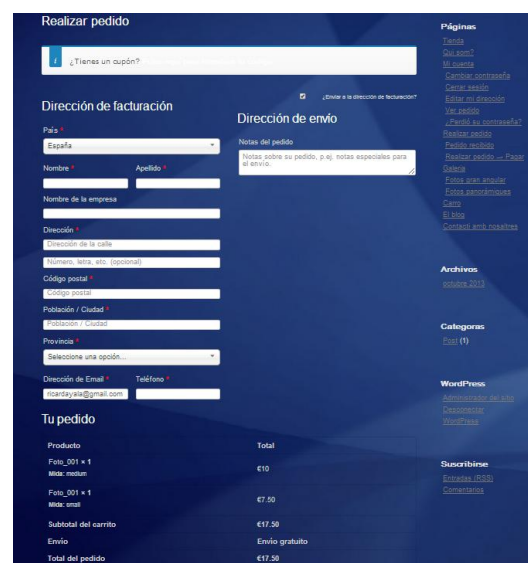 Realizar pedido
i ¿Tienes un cupón?
Dirección de facturación
País *
España
Nombre *
Apellido *
Nombre de la empresa
Dirección *
Dirección de la calle
Número, letra, etc. (opcional)
Código postal *
Código postal
Población / Ciudad *
Población / Ciudad
Provincia *
Seleccione una opción...
Dirección de Email *
Teléfono *
ricardayala@gmail.com
¿Enviar a la dirección de facturación?
Dirección de envío
Notas del pedido
Notas sobre su pedido, p.ej. notas especiales para
el envío.
Tu pedido
Producto Total
Foto_001 × 1
Mida: medium
€10
Foto_001 × 1
Mida: small
€7.50
Subtotal del carrito €17.50
Envío Envío gratuito
Total del pedido €17.50
Páginas
Tienda
Qui som?
Mi cuenta
Cambiar contraseña
Cerrar sesión
Editar mi dirección
Ver pedido
¿Perdió su contraseña?
Realizar pedido
Pedido recibido
Realizar pedido → Pagar
Galeria
Fotos gran angular
Fotos panoràmiques
Carro
El blog
Contacti amb nosaltres
Archivos
octubre 2013
Categoras
Post (1)
WordPress
Administrador del sitio
Desconectar
WordPress
Suscribirse
Entradas (RSS)
Comentarios